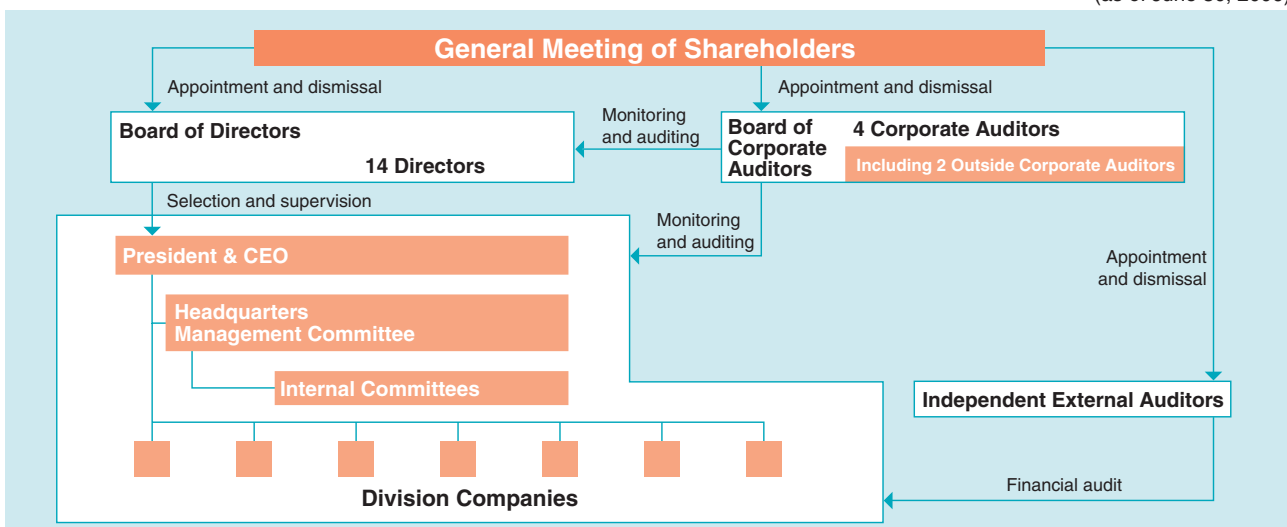 General Meeting of Shareholders
Appointment and dismissal
Appointment and dismissal
Board of Directors
14 Directors
Monitoring
and auditing
Board of
Corporate
Auditors
4 Corporate Auditors
Including 2 Outside Corporate Auditors
Selection and supervision
Monitoring
and auditing
President & CEO
Appointment
and dismissal
Headquarters
Management Committee
Internal Committees
Independent External Auditors
Division Companies
Financial audit